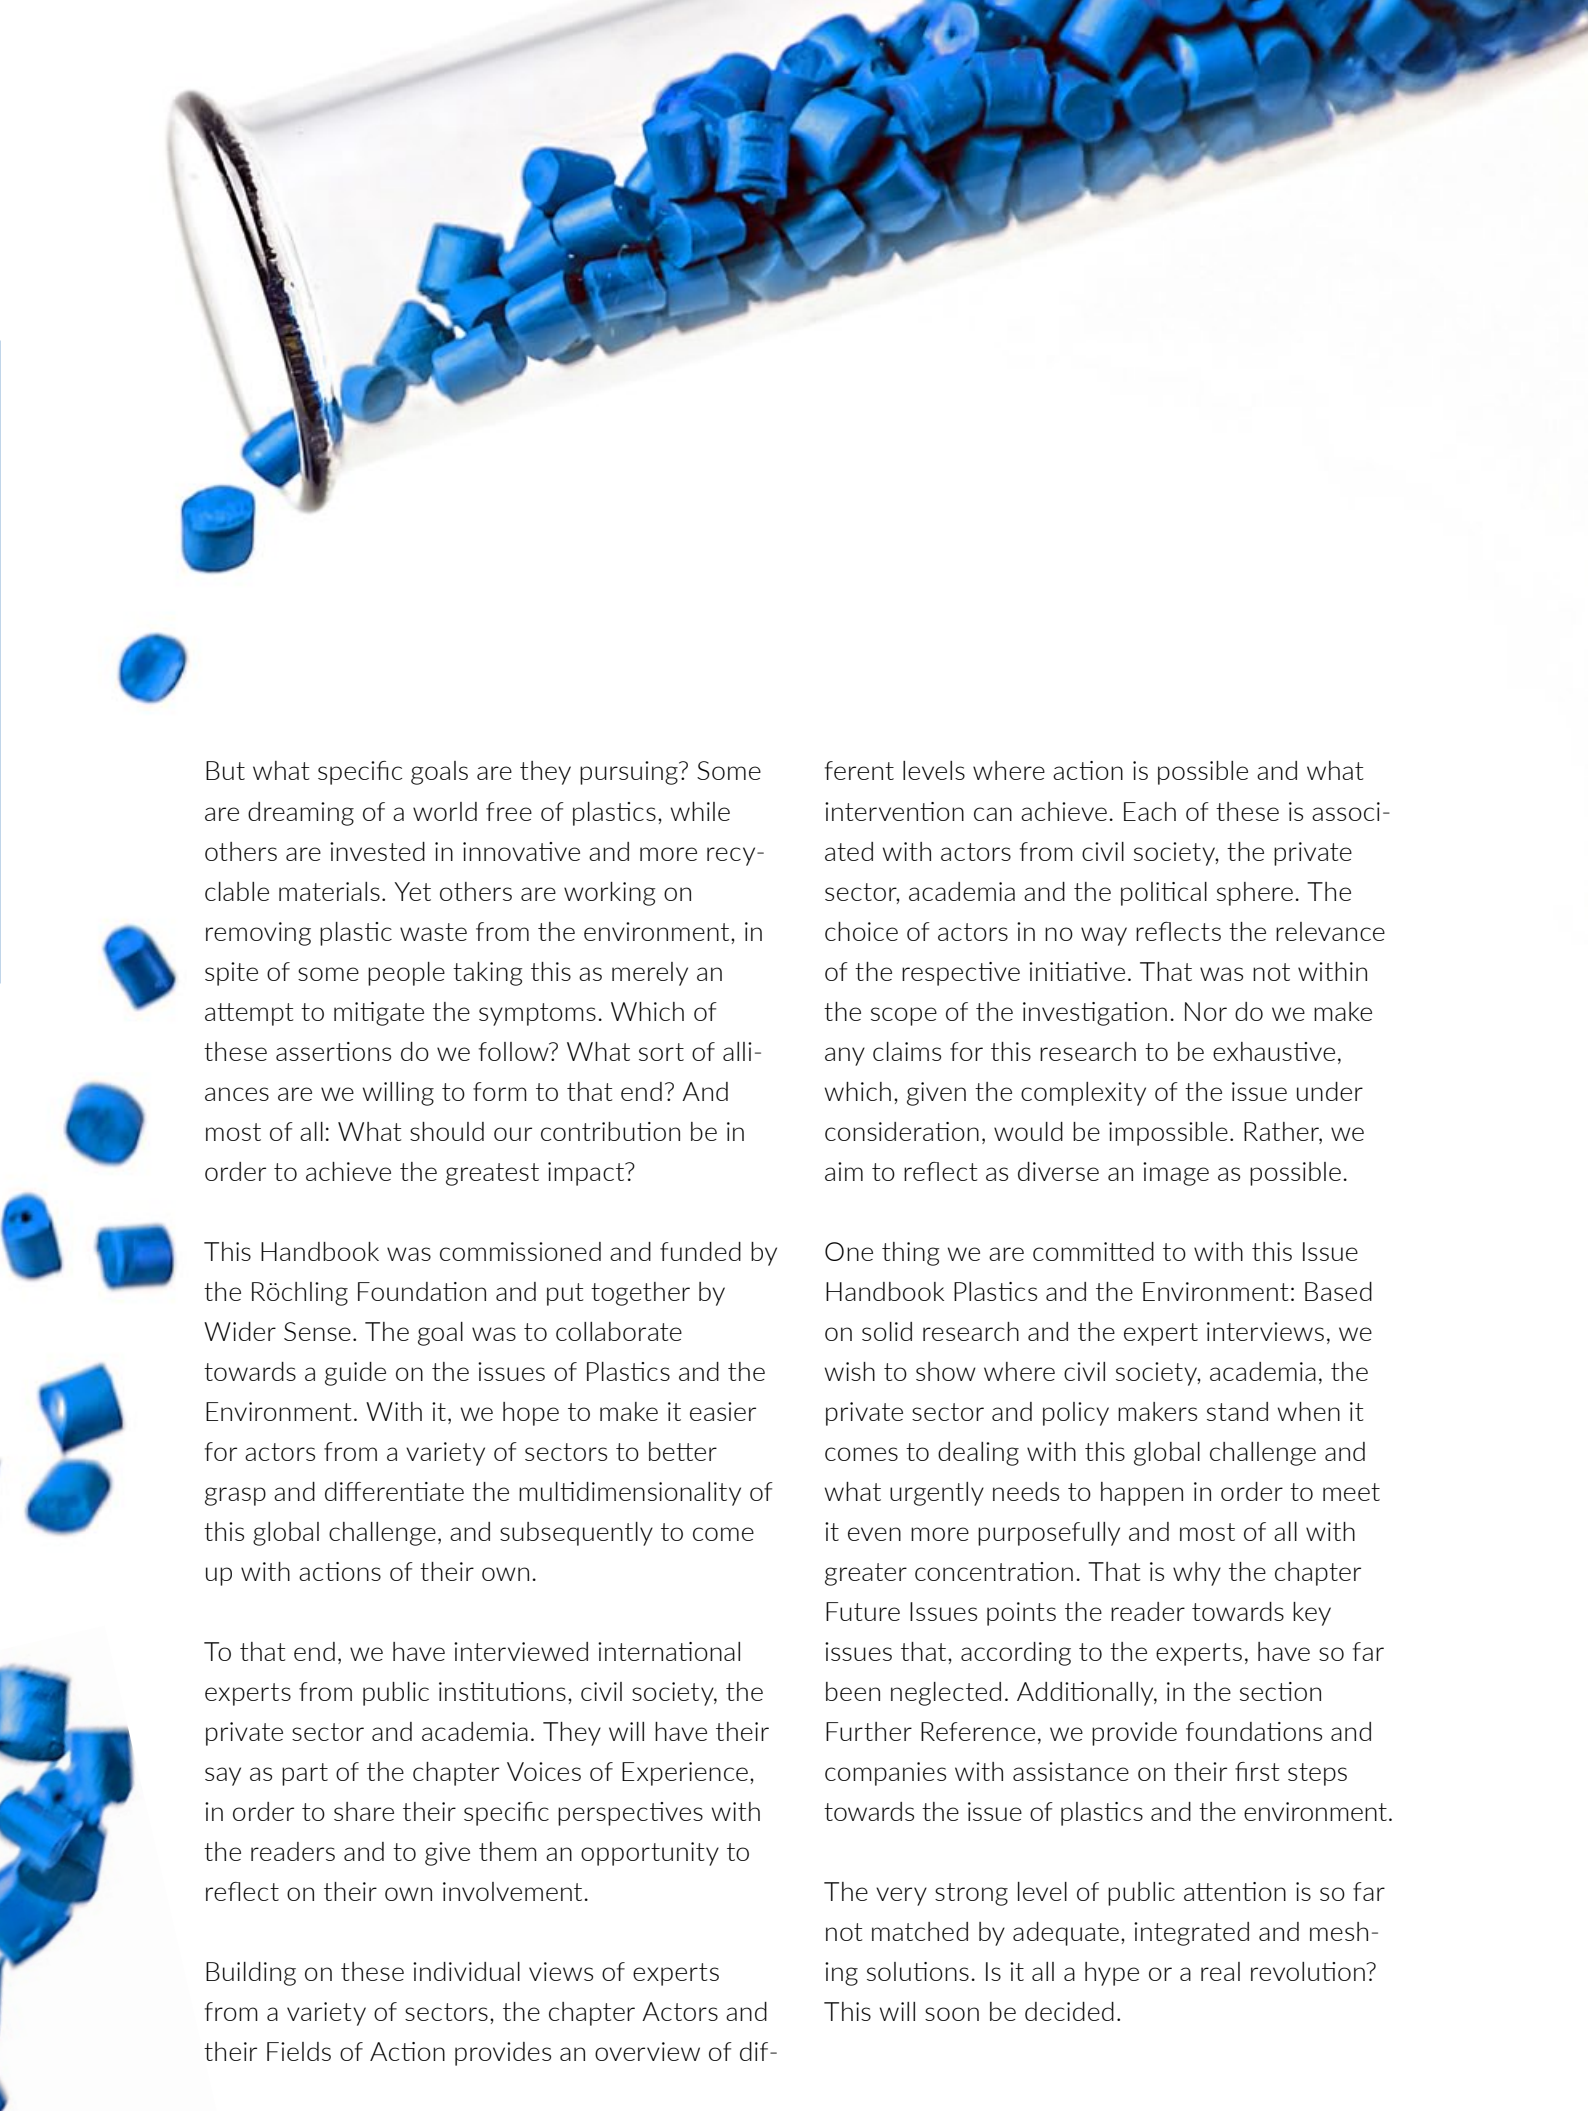 But what specific goals are they pursuing? Some
are dreaming of a world free of plastics, while
others are invested in innovative and more recy-
clable materials. Yet others are working on
removing plastic waste from the environment, in
spite of some people taking this as merely an
attempt to mitigate the symptoms. Which of
these assertions do we follow? What sort of alli-
ances are we willing to form to that end? And
most of all: What should our contribution be in
order to achieve the greatest impact?
This Handbook was commissioned and funded by
the Röchling Foundation and put together by
Wider Sense. The goal was to collaborate
towards a guide on the issues of Plastics and the
Environment. With it, we hope to make it easier
for actors from a variety of sectors to better
grasp and differentiate the multidimensionality of
this global challenge, and subsequently to come
up with actions of their own.
To that end, we have interviewed international
experts from public institutions, civil society, the
private sector and academia. They will have their
say as part of the chapter Voices of Experience,
in order to share their specific perspectives with
the readers and to give them an opportunity to
reflect on their own involvement.
Building on these individual views of experts
from a variety of sectors, the chapter Actors and
their Fields of Action provides an overview of dif-
ferent levels where action is possible and what
intervention can achieve. Each of these is associ-
ated with actors from civil society, the private
sector, academia and the political sphere. The
choice of actors in no way reflects the relevance
of the respective initiative. That was not within
the scope of the investigation. Nor do we make
any claims for this research to be exhaustive,
which, given the complexity of the issue under
consideration, would be impossible. Rather, we
aim to reflect as diverse an image as possible.
One thing we are committed to with this Issue
Handbook Plastics and the Environment: Based
on solid research and the expert interviews, we
wish to show where civil society, academia, the
private sector and policy makers stand when it
comes to dealing with this global challenge and
what urgently needs to happen in order to meet
it even more purposefully and most of all with
greater concentration. That is why the chapter
Future Issues points the reader towards key
issues that, according to the experts, have so far
been neglected. Additionally, in the section
Further Reference, we provide foundations and
companies with assistance on their first steps
towards the issue of plastics and the environment.
The very strong level of public attention is so far
not matched by adequate, integrated and mesh-
ing solutions. Is it all a hype or a real revolution?
This will soon be decided.